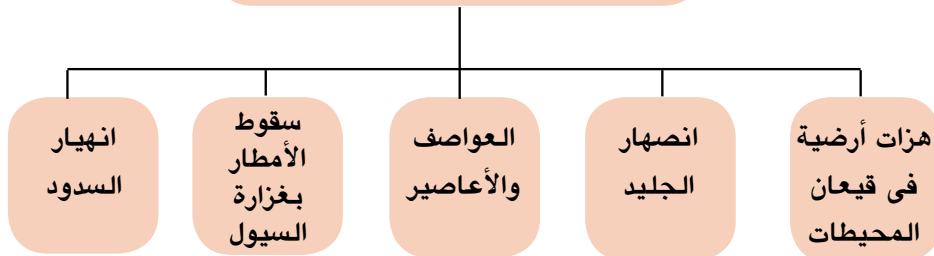 هزات أرضية
فى قيعان
المحيطات
انصهار
الجليد
العواصف
والأعاصير
سقوط
الأمطار
بغزارة
السيول
انهيار
السدود